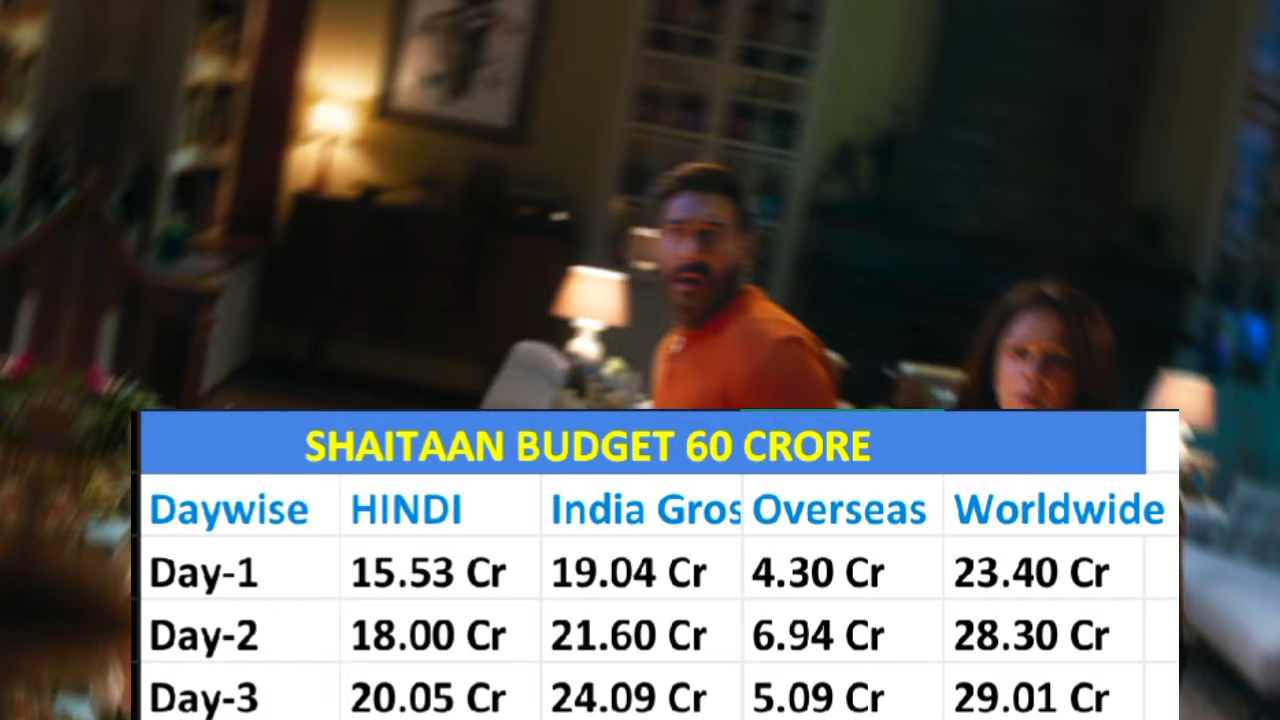 SHAITAAN BUDGET 60 CRORE
Daywise HINDI India Gros Overseas Worldwide
Day-1 15.53 Cr 19.04 Cr 4.30 Cr 23.40 Cr
Day-2 18.00 Cr 21.60 Cr 6.94 Cr 28.30 Cr
Day-3 20.05 Cr 24.09 Cr 5.09 Cr 29.01 Cr